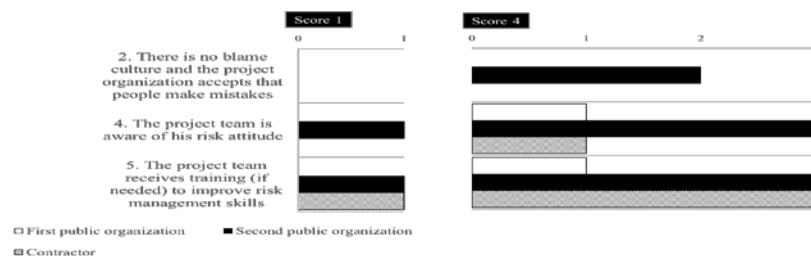 Score 1
Score 4
0 1
0 1 2
2. There is no blame
culture and the project
organization accepts that
people make mistakes
4. The project team is
aware of his risk attitude
5. The project team
receives training (if
needed) to improve risk
management skills
First public organization
Second public organization
Contractor